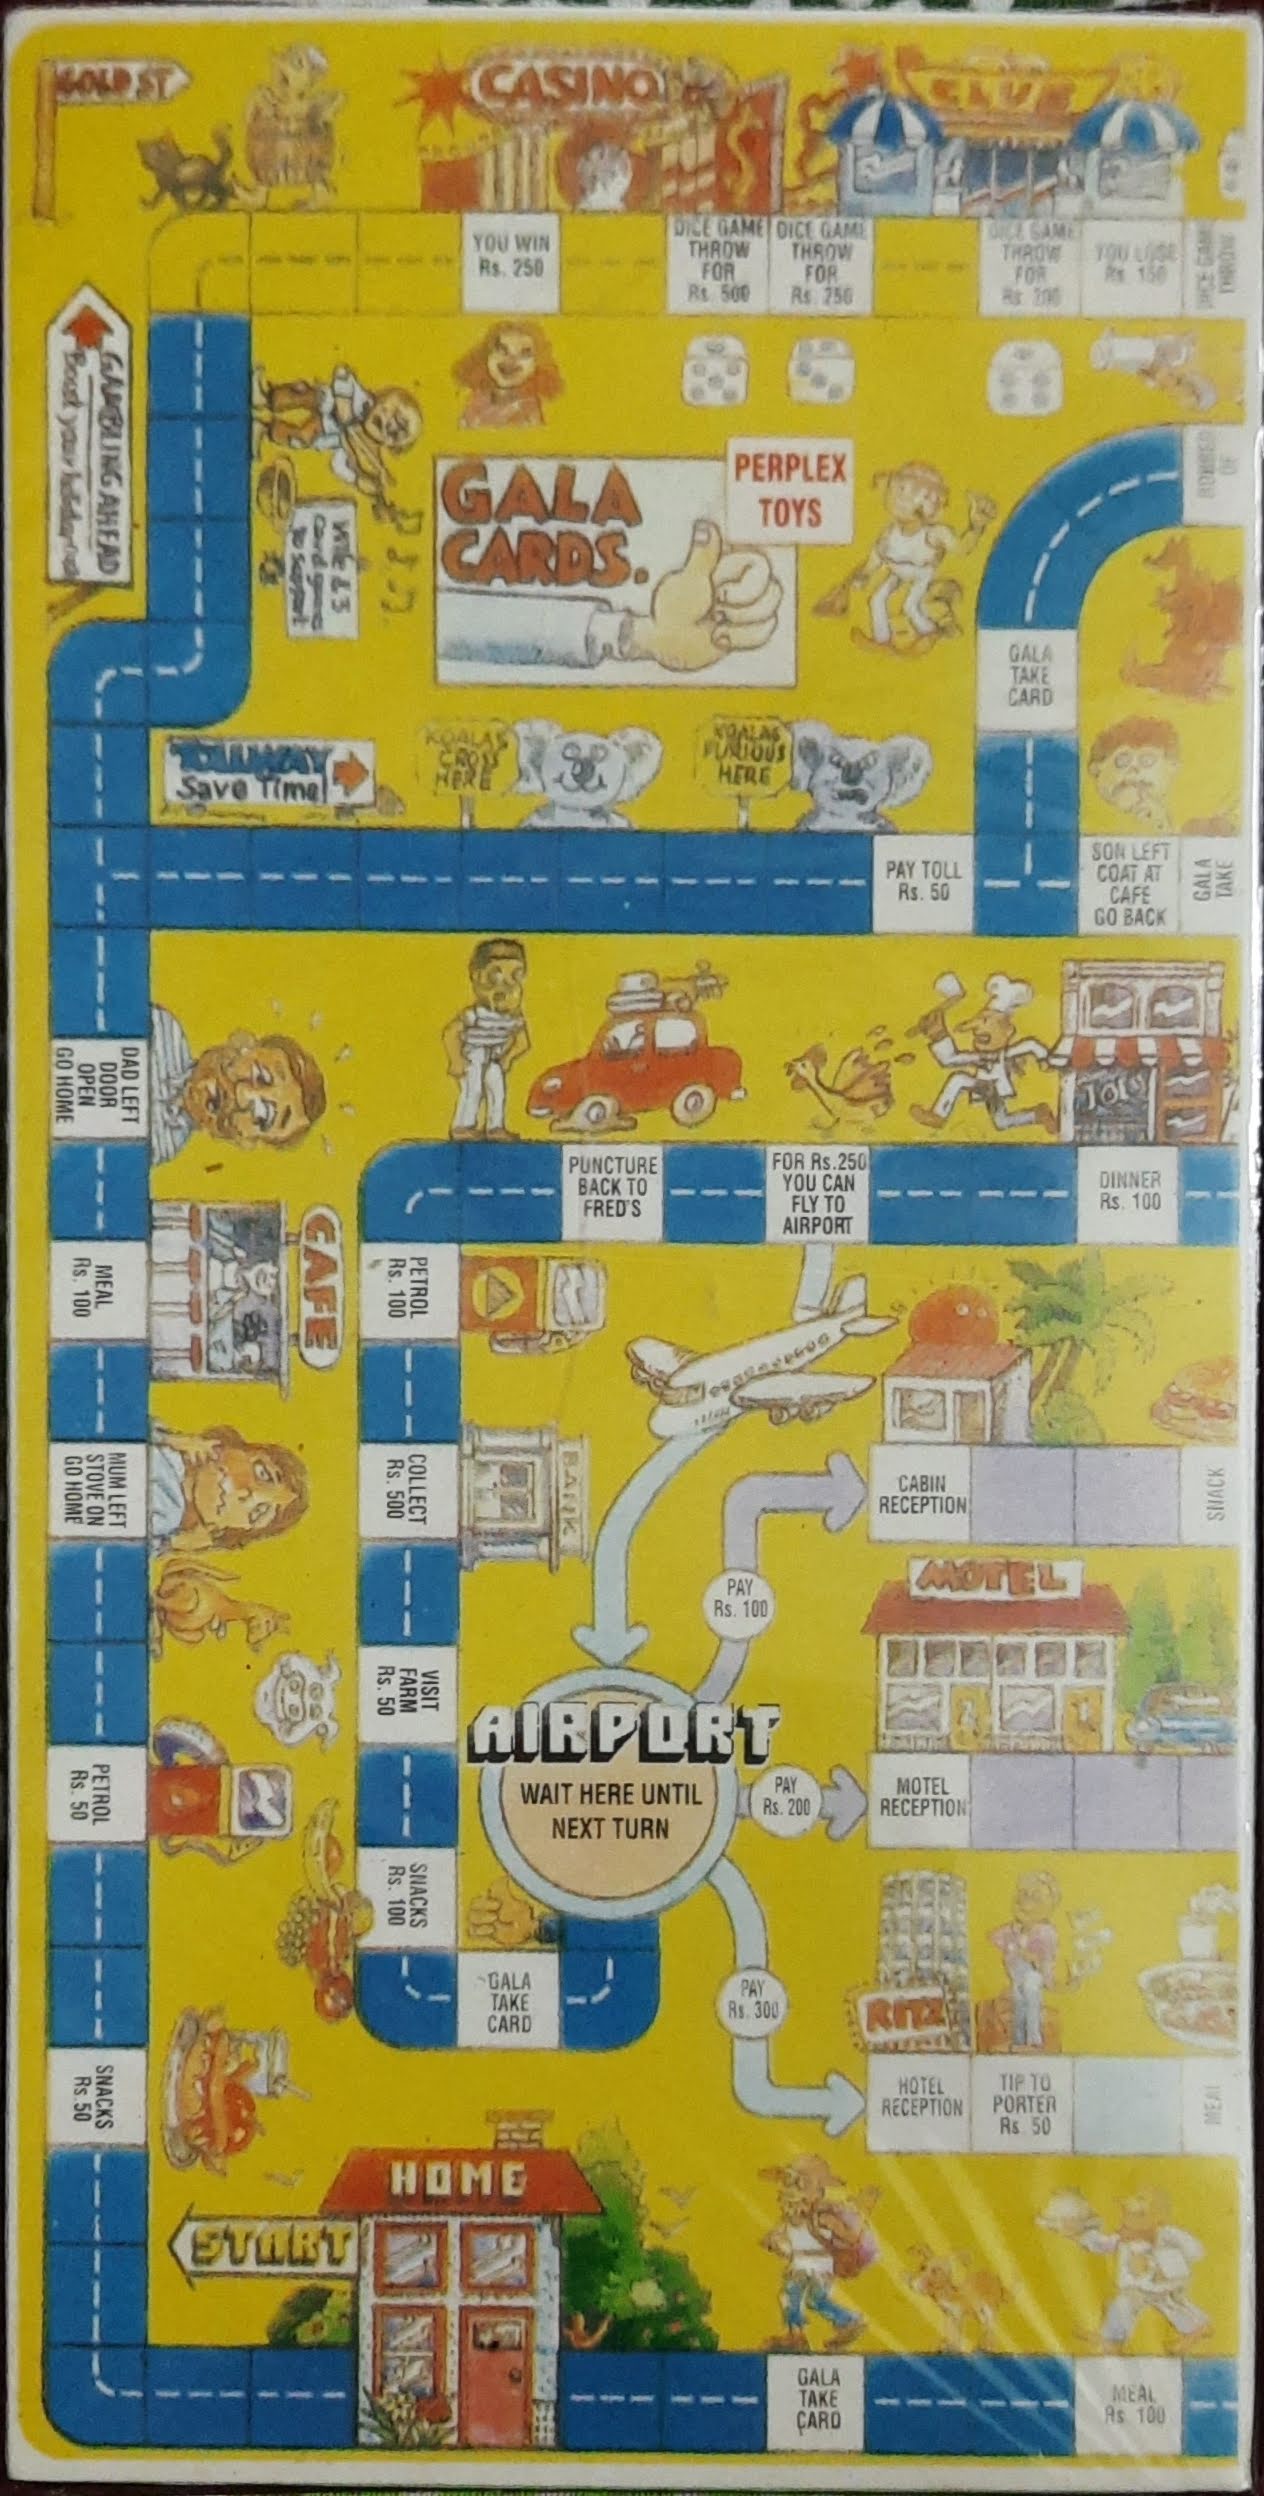 GOLD ST
CASINO
CLUB
YOU WIN
Rs. 250
DICE GAME
THROW
FOR
Rs. 500
DICE GAME
THROW
FOR
Rs. 250
DICE GAME
THROW
FOR
Rs. 200
YOU LOSE
Rs. 150
DICE GAME
THROW
GAMBLING AHEAD
Boost your holiday
GALA
CARDS.
PERPLEX
TOYS
GALA
TAKE
CARD
TOLLWAY
Save Time!
KOALAS
CROSS
HERE
KOALAS
FURIOUS
HERE
PAY TOLL
Rs. 50
SON LEFT
COAT AT
CAFE
GO BACK
GALA
TAKE
DAD LEFT
DOOR
OPEN
GO HOME
PUNCTURE
BACK TO
FRED'S
FOR Rs.250
YOU CAN
FLY TO
AIRPORT
DINNER
Rs. 100
CAFE
MEAL
Rs. 100
PETROL
Rs. 100
BANK
COLLECT
Rs. 500
MUM LEFT
STOVE ON
GO HOME
CABIN
RECEPTION
SNACK
PAY
Rs. 100
MOTEL
VISIT
FARM
Rs. 50
AIRPORT
WAIT HERE UNTIL
NEXT TURN
PAY
Rs. 200
MOTEL
RECEPTION
PETROL
Rs. 50
SNACKS
Rs. 100
GALA
TAKE
CARD
PAY
Rs. 300
RITZ
HOTEL
RECEPTION
TIP TO
PORTER
Rs. 50
MEAL
SNACKS
Rs. 50
HOME
START
GALA
TAKE
CARD
MEAL
Rs. 100